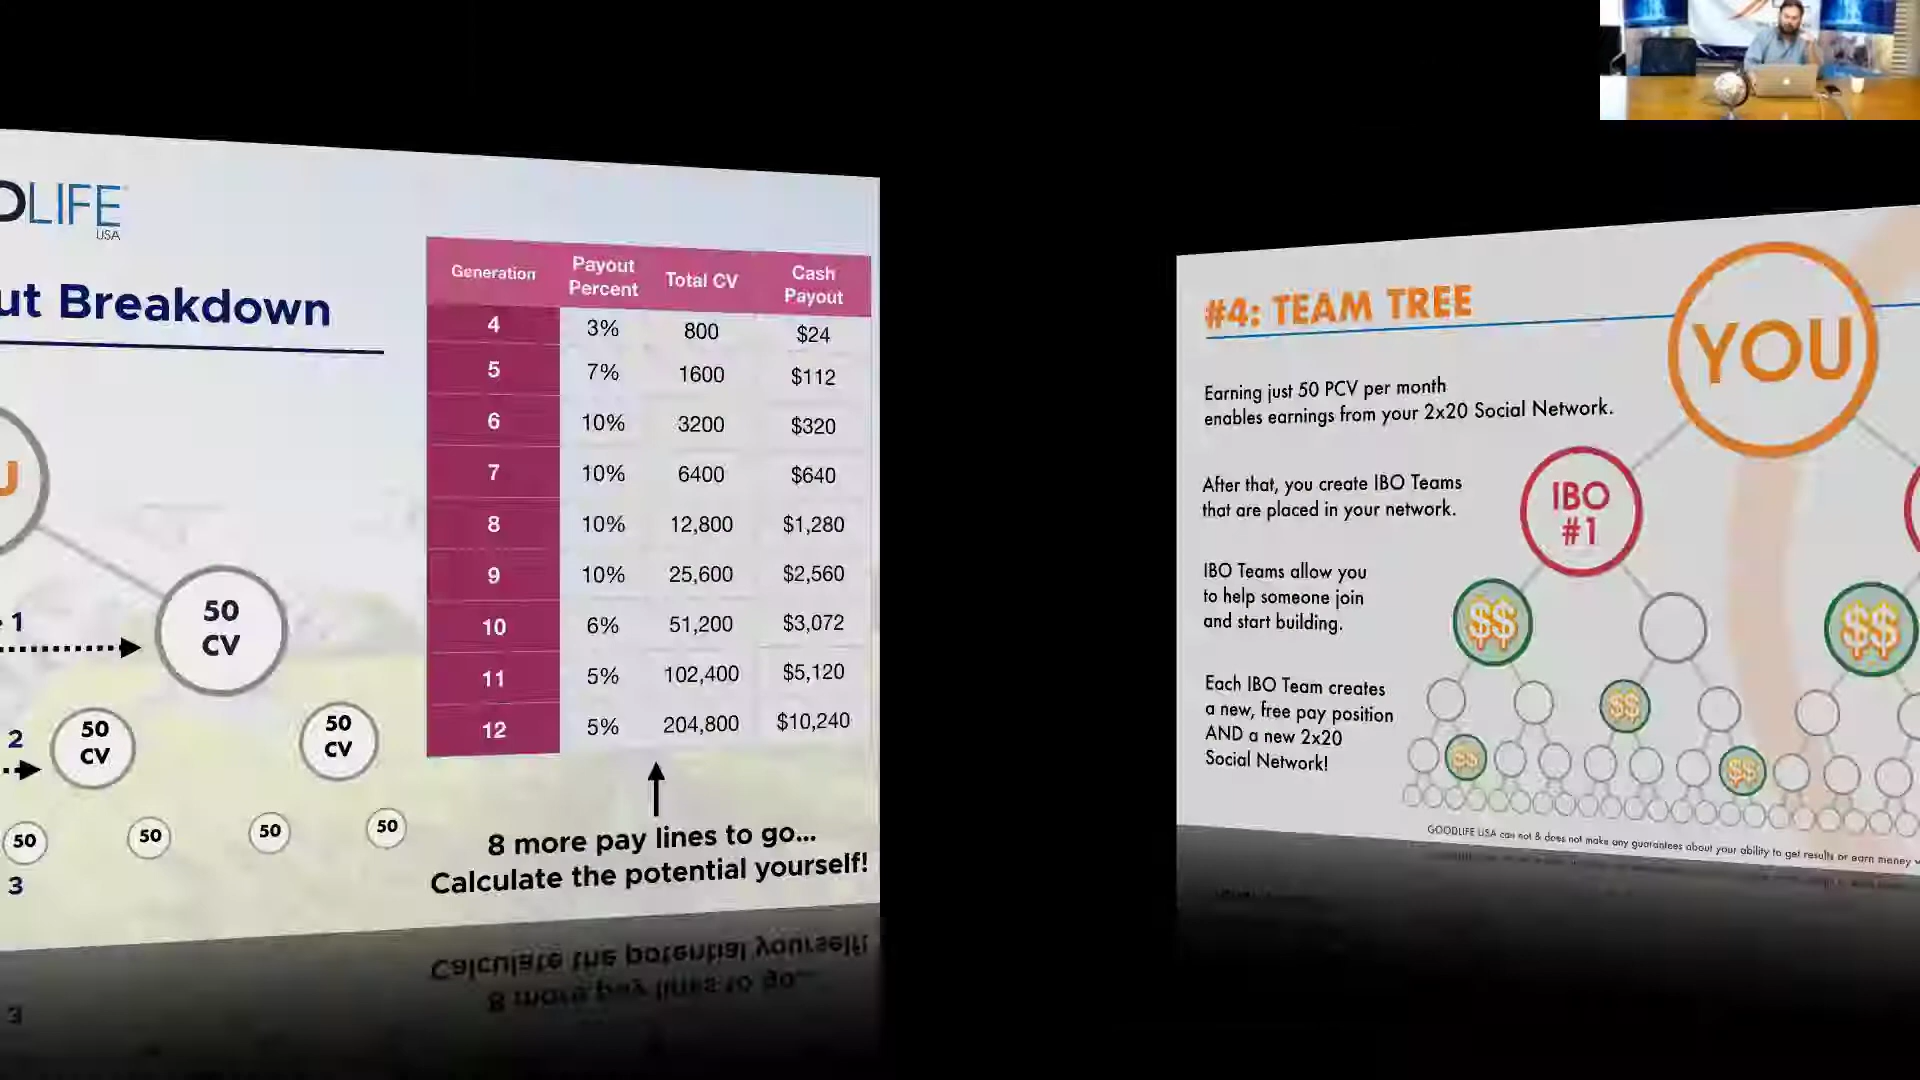 DLIFE
USA
ut Breakdown
Generation Payout Percent Total CV Cash Payout
4 3% 800 $24
5 7% 1600 $112
6 10% 3200 $320
7 10% 6400 $640
8 10% 12,800 $1,280
9 10% 25,600 $2,560
10 6% 51,200 $3,072
11 5% 102,400 $5,120
12 5% 204,800 $10,240
8 more pay lines to go...
Calculate the potential yourself!
U
1
50
CV
2
50
CV
50
CV
50
50
50
50
3
#4: TEAM TREE
YOU
Earning just 50 PCV per month
enables earnings from your 2x20 Social Network.
After that, you create IBO Teams
that are placed in your network.
IBO
#1
IBO Teams allow you
to help someone join
and start building.
$$
$$
Each IBO Team creates
a new, free pay position
AND a new 2x20
Social Network!
$$
$$
$$
GOODLIFE USA can not & does not make any guarantees about your ability to get results or earn money